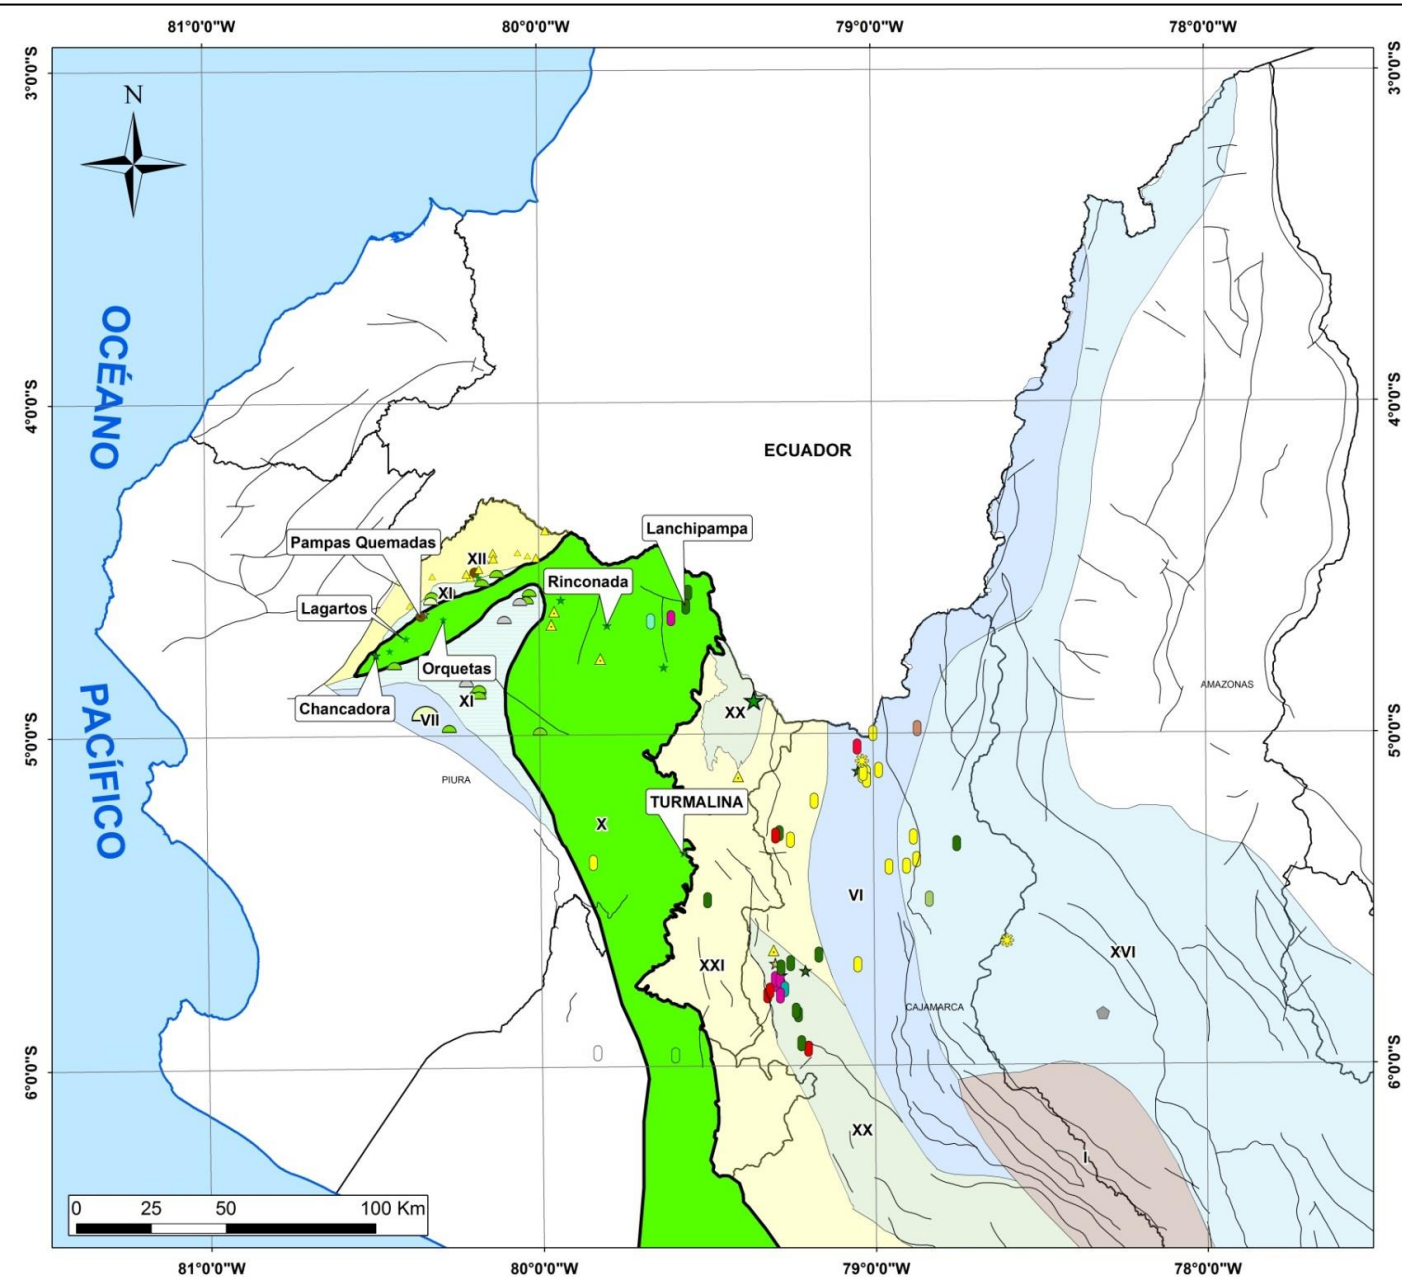 81°0'0"W
80°0'0"W
79°0'0"W
78°0'0"W
3°0'0"S
3°0'0"S
N
OCÉANO
4°0'0"S
4°0'0"S
ECUADOR
Lanchipampa
Pampas Quemadas
XII
Rinconada
XI
Lagartos
Orquetas
AMAZONAS
XI
Chancadora
XX
VII
5°0'0"S
5°0'0"S
PACÍFICO
PIURA
TURMALINA
X
VI
XXI
XVI
CAJAMARCA
6°0'0"S
6°0'0"S
XX
I
0 25 50 100 Km
81°0'0"W
80°0'0"W
79°0'0"W
78°0'0"W